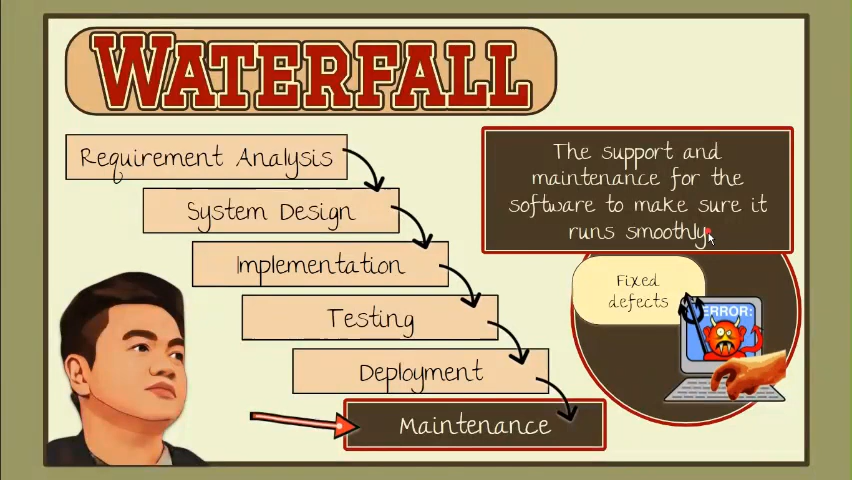 WATERFALL
Requirement Analysis
System Design
Implementation
Testing
Deployment
Maintenance
The support and
maintenance for the
software to make sure it
runs smoothly
Fixed
defects
ERROR: